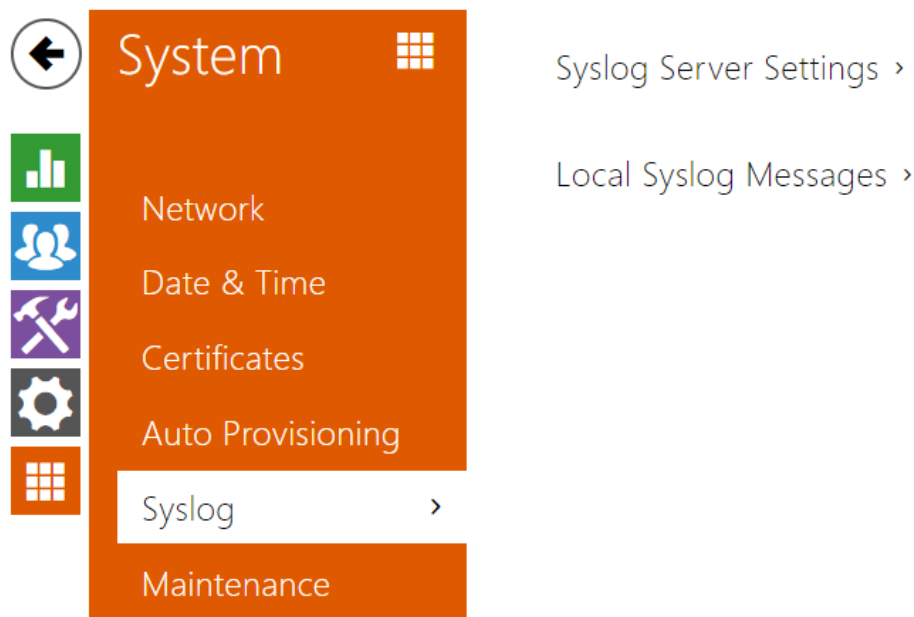 System
Network
Date & Time
Certificates
Auto Provisioning
Syslog
Maintenance
Syslog Server Settings
Local Syslog Messages